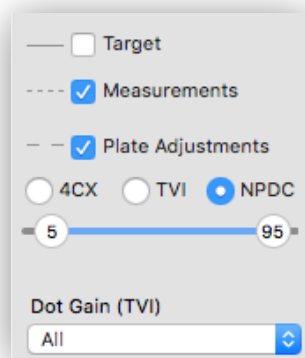 Target
Measurements
Plate Adjustments
4CX TVI NPDC
5 95
Dot Gain (TVI)
All